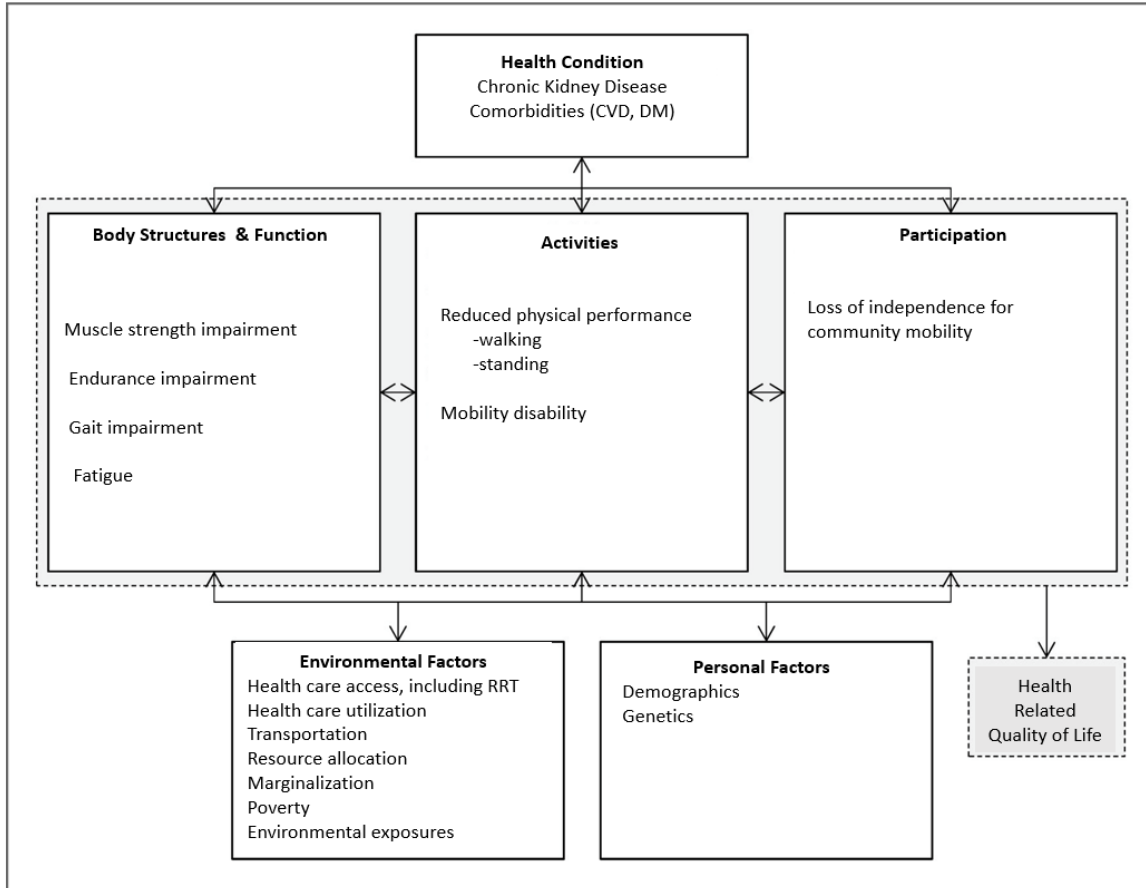 Health Condition
Chronic Kidney Disease
Comorbidities (CVD, DM)
Body Structures & Function
Muscle strength impairment
Endurance impairment
Gait impairment
Fatigue
Activities
Reduced physical performance
-walking
-standing
Mobility disability
Participation
Loss of independence for
community mobility
Environmental Factors
Health care access, including RRT
Health care utilization
Transportation
Resource allocation
Marginalization
Poverty
Environmental exposures
Personal Factors
Demographics
Genetics
Health
Related
Quality of Life